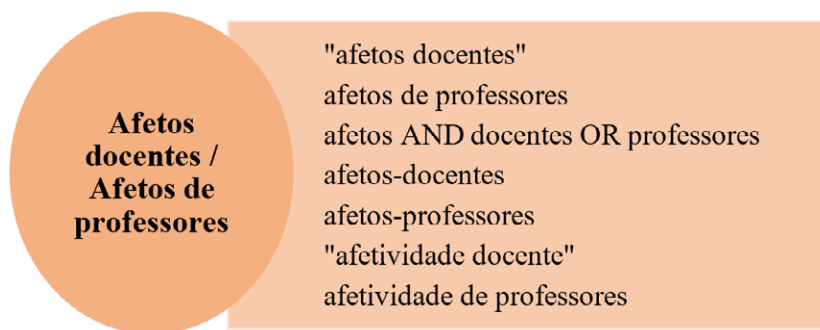 Afetos
docentes /
Afetos de
professores
"afetos docentes"
afetos de professores
afetos AND docentes OR professores
afetos-docentes
afetos-professores
"afetividade docente"
afetividade de professores